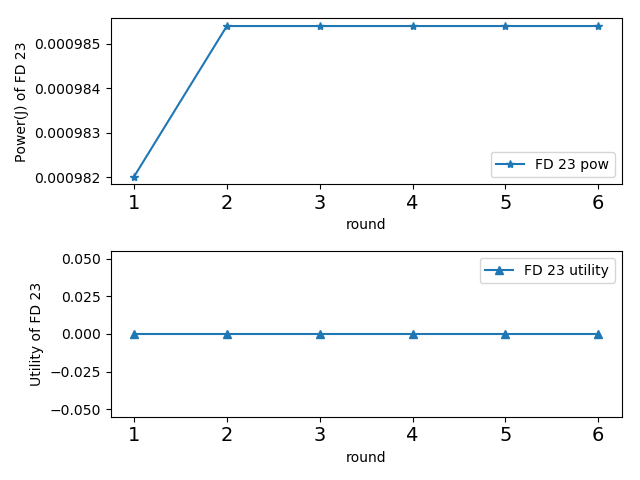 Power(J) of FD 23
0.000985
0.000984
0.000983
0.000982
FD 23 pow
1 2 3 4 5 6
round
Utility of FD 23
0.050
0.025
0.000
−0.025
−0.050
FD 23 utility
1 2 3 4 5 6
round